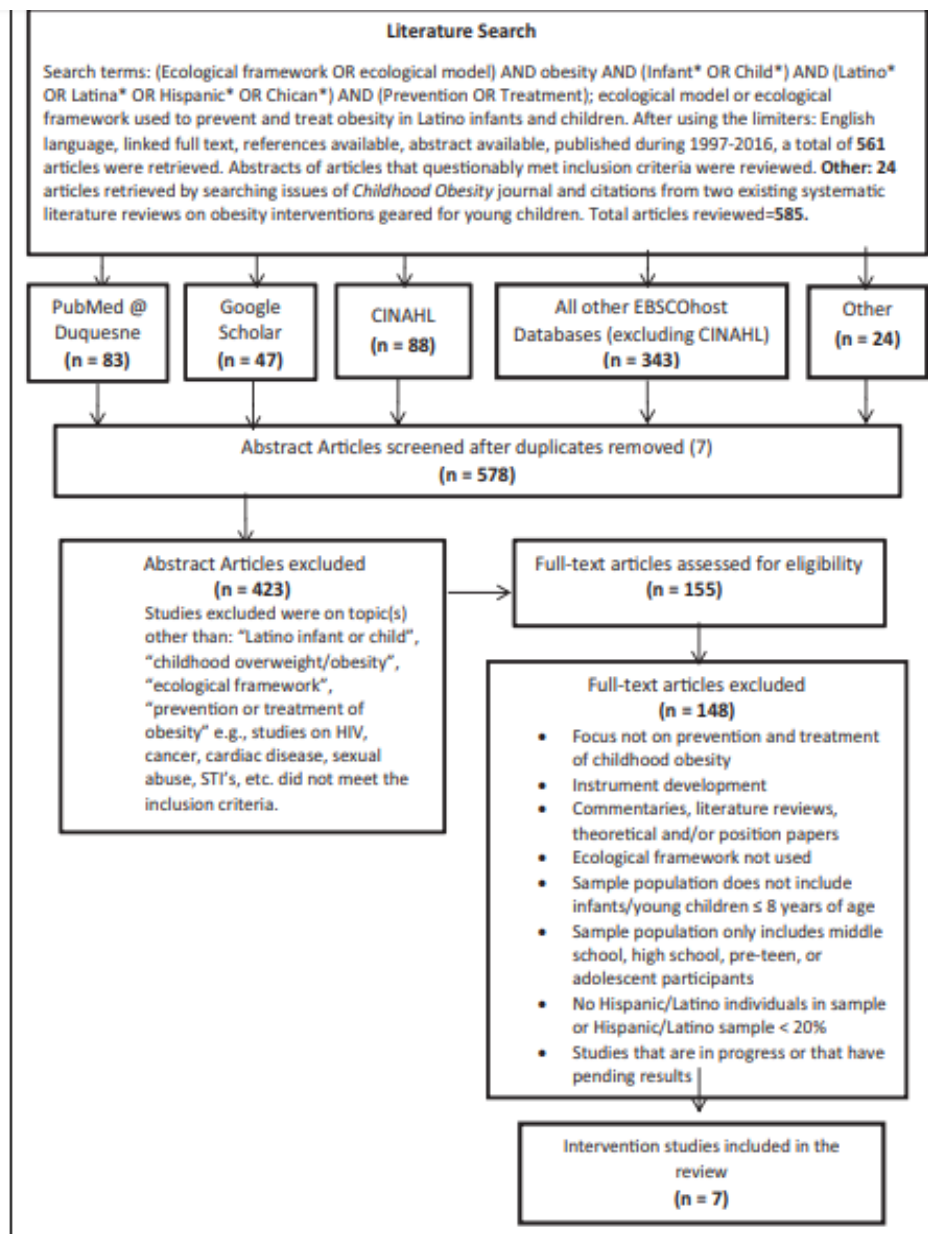 Literature Search
Search terms: (Ecological framework OR ecological model) AND obesity AND (Infant* OR Child*) AND (Latino*
OR Latina* OR Hispanic* OR Chican*) AND (Prevention OR Treatment); ecological model or ecological
framework used to prevent and treat obesity in Latino infants and children. After using the limiters: English
language, linked full text, references available, abstract available, published during 1997-2016, a total of 561
articles were retrieved. Abstracts of articles that questionably met inclusion criteria were reviewed. Other: 24
articles retrieved by searching issues of Childhood Obesity journal and citations from two existing systematic
literature reviews on obesity interventions geared for young children. Total articles reviewed=585.
PubMed @
Duquesne
(n = 83)
Google
Scholar
(n = 47)
CINAHL
(n = 88)
All other EBSCOhost
Databases (excluding CINAHL)
(n = 343)
Other
(n = 24)
Abstract Articles screened after duplicates removed (7)
(n = 578)
Abstract Articles excluded
(n = 423)
Studies excluded were on topic(s)
other than: "Latino infant or child",
"childhood overweight/obesity",
"ecological framework",
"prevention or treatment of
obesity" e.g., studies on HIV,
cancer, cardiac disease, sexual
abuse, STI's, etc. did not meet the
inclusion criteria.
Full-text articles assessed for eligibility
(n = 155)
Full-text articles excluded
(n = 148)
• Focus not on prevention and treatment
of childhood obesity
• Instrument development
• Commentaries, literature reviews,
theoretical and/or position papers
• Ecological framework not used
• Sample population does not include
infants/young children ≤ 8 years of age
• Sample population only includes middle
school, high school, pre-teen, or
adolescent participants
• No Hispanic/Latino individuals in sample
or Hispanic/Latino sample < 20%
• Studies that are in progress or that have
pending results
Intervention studies included in the
review
(n = 7)